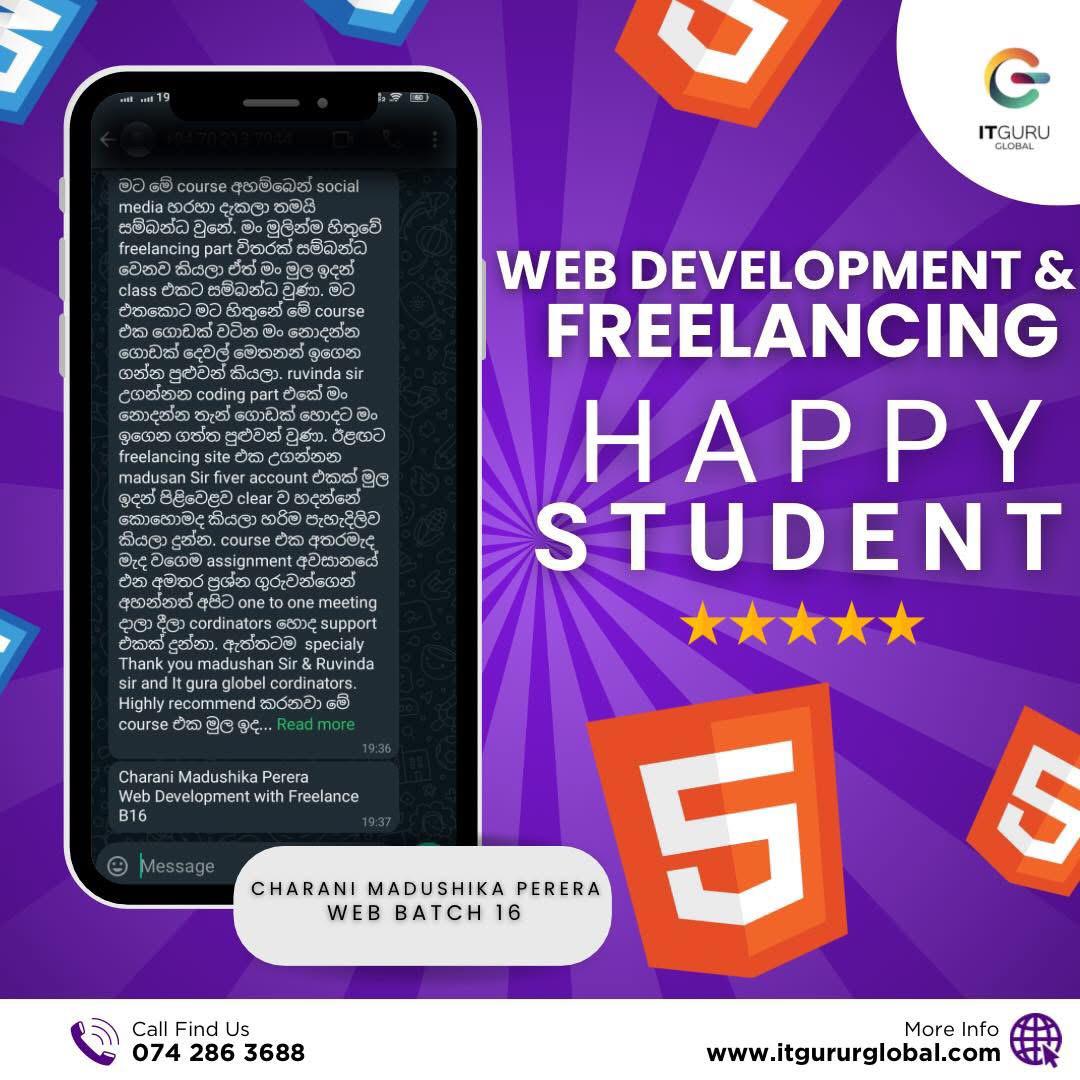 19
ITGURU
GLOBAL
මට මේ course අහම්බෙන් social
media හරහා දැකලා තමයි
සම්බන්ධ වුනේ. මං මුලින්ම හිතුවේ
freelancing part විතරක් සම්බන්ධ
වෙනව කියලා ඒත් මං මුල ඉදන්
class එකට සම්බන්ධ වුණා. මට
එතකොට මට හිතුනේ මේ course
එක ගොඩක් වටින මං නොදන්න
ගොඩක් දෙවල් මෙතනන් ඉගෙන
ගන්න පුළුවන් කියලා. ruvinda sir
උගන්නන coding part එකේ මං
නොදන්න තැන් ගොඩක් හොදට මං
ඉගෙන ගත්ත පුළුවන් වුණා. ඊළඟට
freelancing site එක උගන්නන
madusan Sir fiver account එකක් මුල
ඉදන් පිළිවෙළව clear ව හදන්නේ
කොහොමද කියලා හරිම පැහැදිලිව
කියලා දුන්න. course එක අතරමැද
මැද වගෙම assignment අවසානයේ
එන අමතර ප්‍රශ්න ගුරුවන්ගෙන්
අහන්නත් අපිට one to one meeting
දාලා දීලා cordinators හොද support
එකක් දුන්නා. ඇත්තටම specialy
Thank you madushan Sir & Ruvinda
sir and It gura globel cordinators.
Highly recommend කරනවා මේ
course එක මුල ඉද... Read more
19:36
Charani Madushika Perera
Web Development with Freelance
B16
19:37
Message
CHARANI MADUSHIKA PERERA
WEB BATCH 16
WEB DEVELOPMENT &
FREELANCING
HAPPY
STUDENT
Call Find Us
074 286 3688
More Info
www.itgururglobal.com